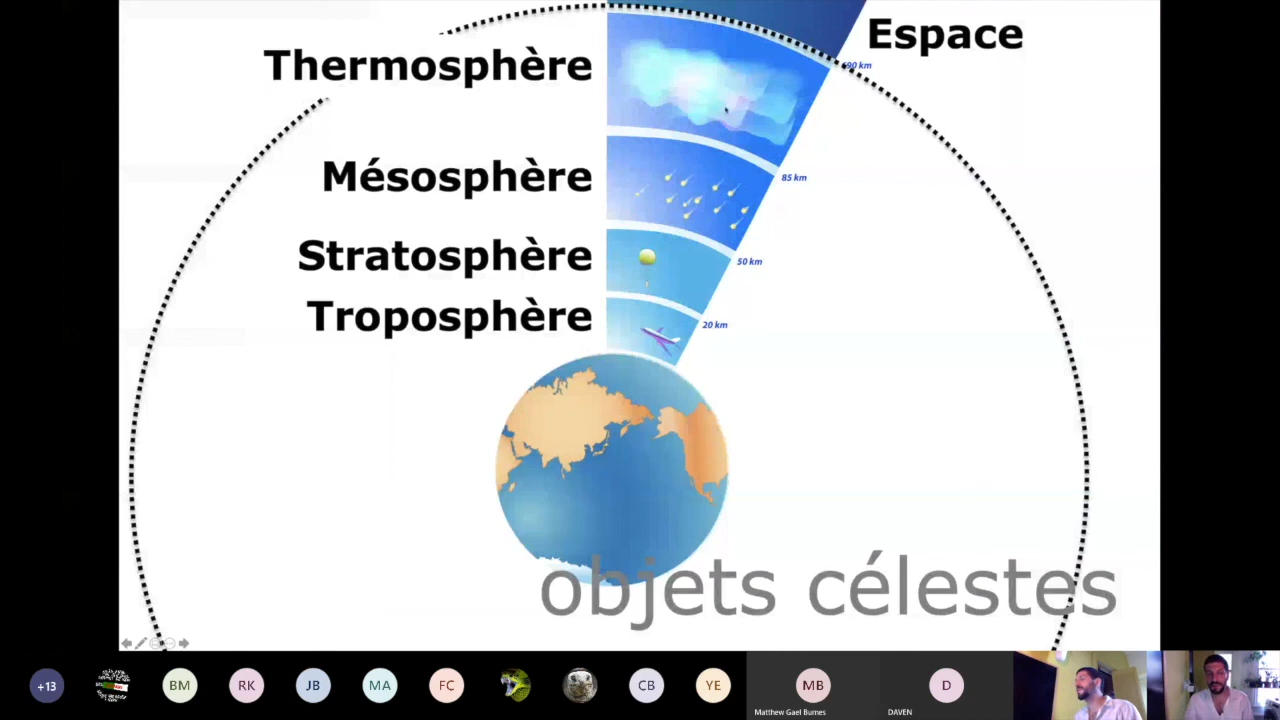 Espace
Thermosphère
690 km
Mésosphère
85 km
Stratosphère
50 km
Troposphère
20 km
objets célestes
+13
BM
RK
JB
MA
FC
CB
YE
MB
D
Matthew Gael Burnes
DAVEN